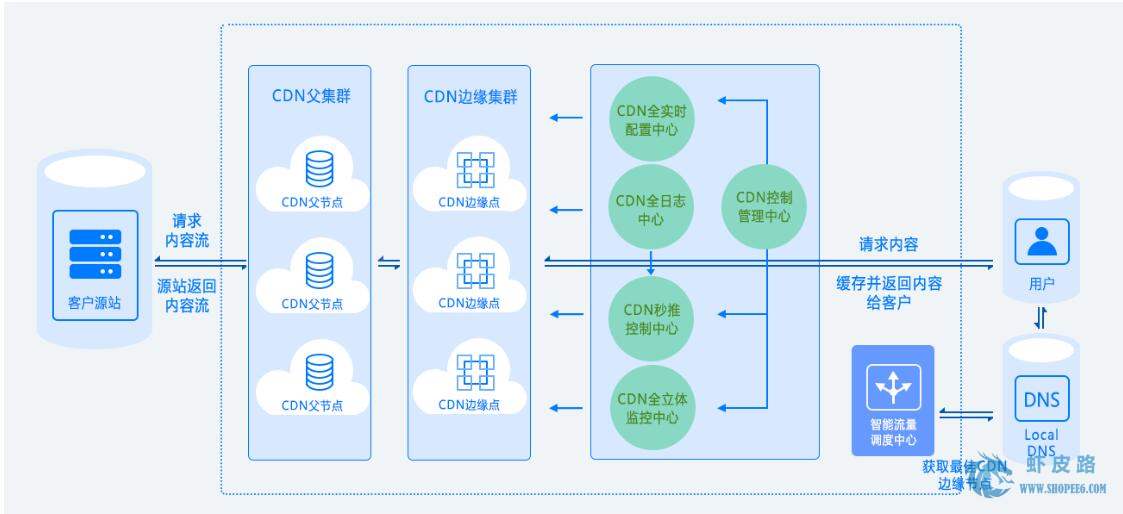 CDN父集群
CDN父节点
CDN父节点
CDN父节点
CDN边缘集群
CDN边缘点
CDN边缘点
CDN边缘点
CDN全实时
配置中心
CDN全日志
中心
CDN控制
管理中心
CDN秒推
控制中心
CDN全立体
监控中心
客户源站
请求
内容流
源站返回
内容流
请求内容
缓存并返回内容
给客户
用户
DNS
Local
DNS
智能流量
调度中心
获取最佳CDN
边缘节点
虾皮路
WWW.SHOPEE6.COM